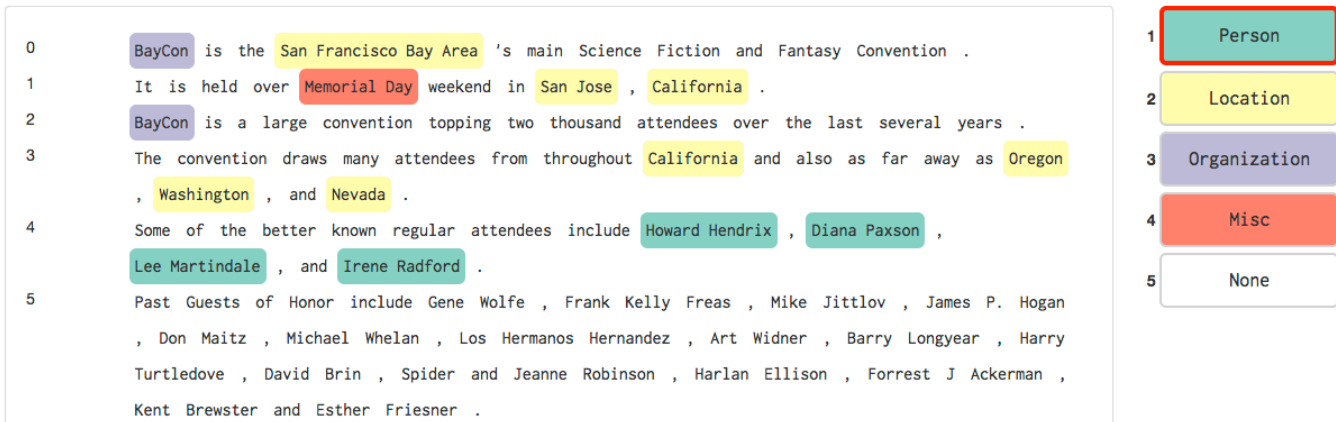 0 BayCon is the San Francisco Bay Area 's main Science Fiction and Fantasy Convention .
1 It is held over Memorial Day weekend in San Jose , California .
2 BayCon is a large convention topping two thousand attendees over the last several years .
3 The convention draws many attendees from throughout California and also as far away as Oregon
, Washington , and Nevada .
4 Some of the better known regular attendees include Howard Hendrix , Diana Paxson ,
Lee Martindale , and Irene Radford .
5 Past Guests of Honor include Gene Wolfe , Frank Kelly Freas , Mike Jittlov , James P. Hogan
, Don Maitz , Michael Whelan , Los Hermanos Hernandez , Art Widner , Barry Longyear , Harry
Turtledove , David Brin , Spider and Jeanne Robinson , Harlan Ellison , Forrest J Ackerman ,
Kent Brewster and Esther Friesner .
1 Person
2 Location
3 Organization
4 Misc
5 None